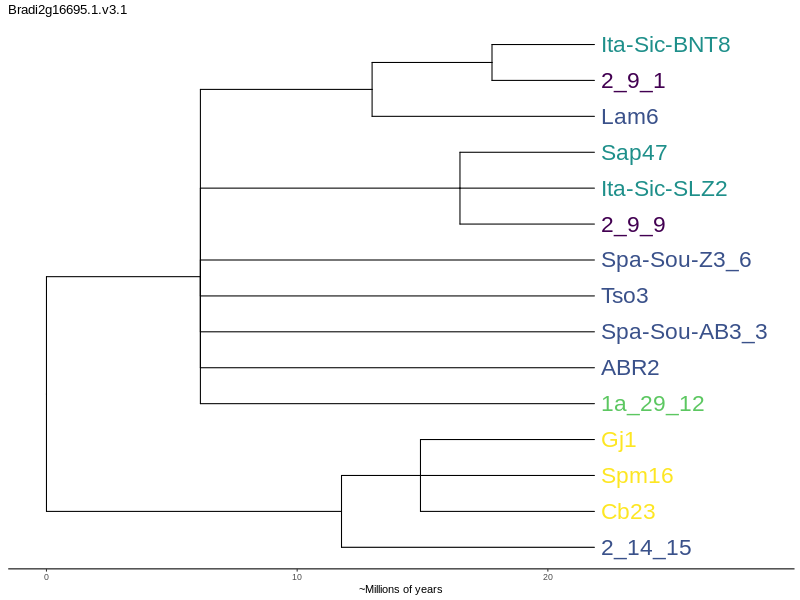 Bradi2g16695.1.v3.1
Ita-Sic-BNT8
2_9_1
Lam6
Sap47
Ita-Sic-SLZ2
2_9_9
Spa-Sou-Z3_6
Tso3
Spa-Sou-AB3_3
ABR2
1a_29_12
Gj1
Spm16
Cb23
2_14_15
0 10 20
~Millions of years